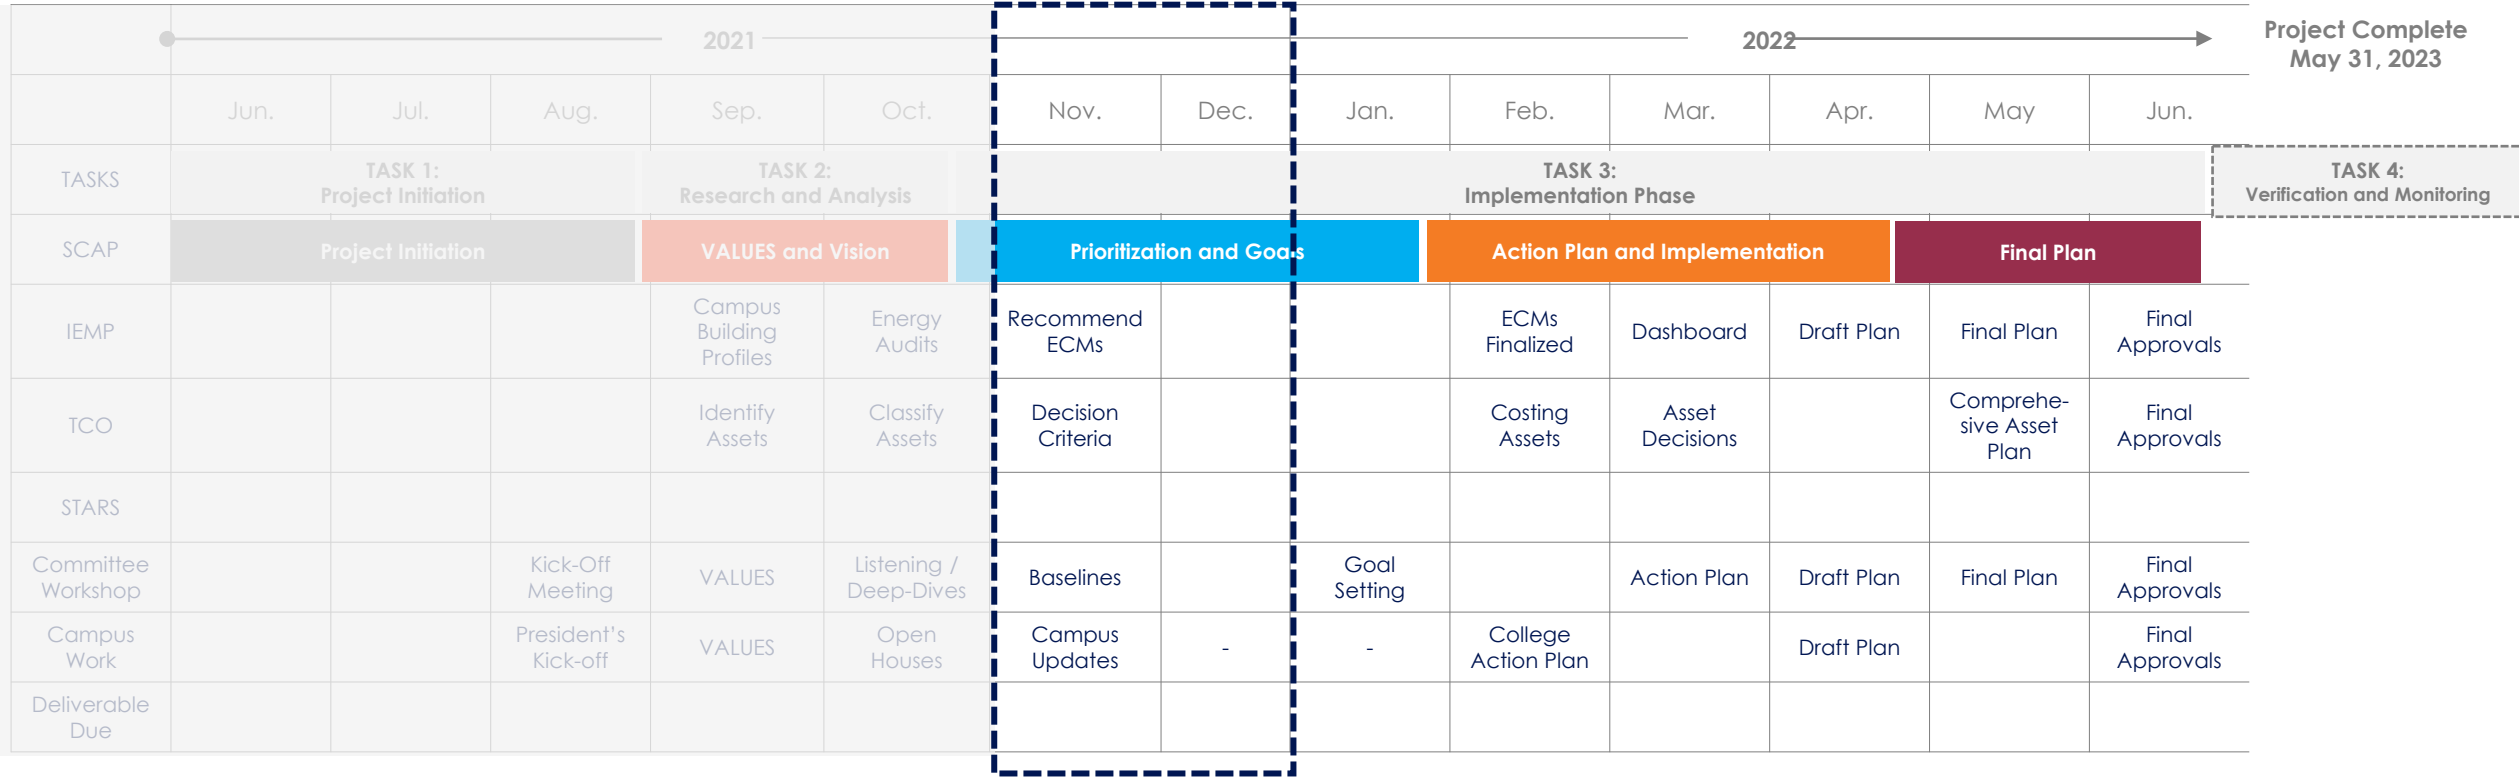 2021
2022
Project Complete
May 31, 2023
Jun.
Jul.
Aug.
Sep.
Oct.
Nov.
Dec.
Jan.
Feb.
Mar.
Apr.
May
Jun.
TASKS
TASK 1:
Project Initiation
TASK 2:
Research and Analysis
TASK 3:
Implementation Phase
TASK 4:
Verification and Monitoring
SCAP
Project Initiation
VALUES and Vision
Prioritization and Goals
Action Plan and Implementation
Final Plan
IEMP
Campus
Building
Profiles
Energy
Audits
Recommend
ECMs
ECMs
Finalized
Dashboard
Draft Plan
Final Plan
Final
Approvals
TCO
Identify
Assets
Classify
Assets
Decision
Criteria
Costing
Assets
Asset
Decisions
Comprehe-
sive Asset
Plan
Final
Approvals
STARS
Committee
Workshop
Kick-Off
Meeting
VALUES
Listening /
Deep-Dives
Baselines
Goal
Setting
Action Plan
Draft Plan
Final Plan
Final
Approvals
Campus
Work
President's
Kick-off
VALUES
Open
Houses
Campus
Updates
-
-
College
Action Plan
Draft Plan
Final
Approvals
Deliverable
Due